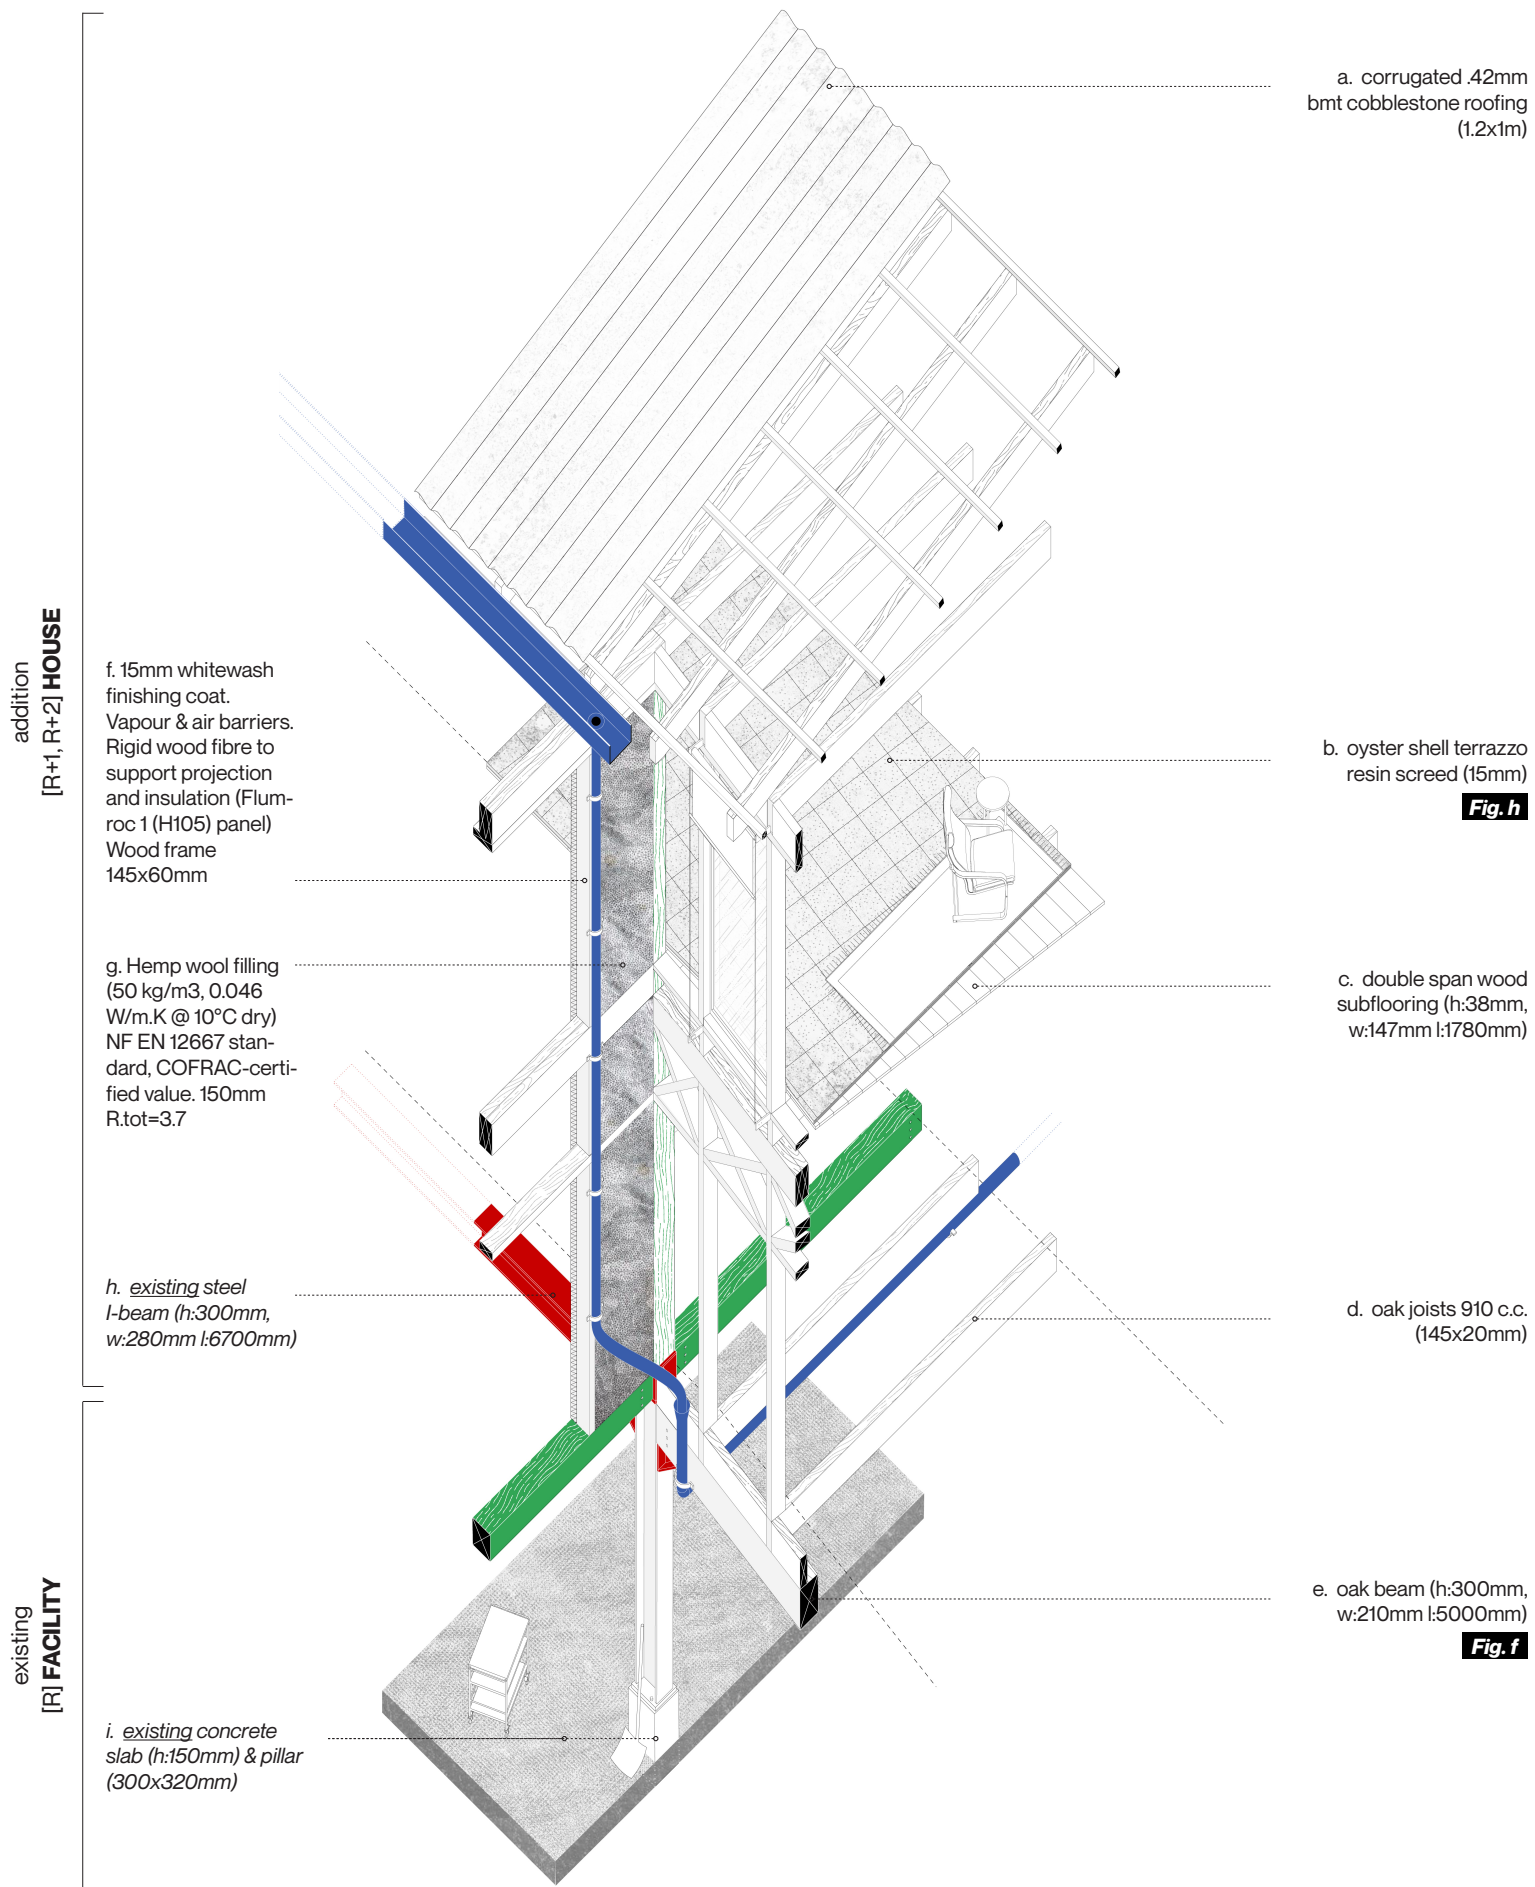 a. corrugated .42mm
bmt cobblestone roofing
(1.2x1m)
addition
[R+1, R+2] HOUSE
f. 15mm whitewash
finishing coat.
Vapour & air barriers.
Rigid wood fibre to
support projection
and insulation (Flum-
roc 1 (H105) panel)
Wood frame
145x60mm
b. oyster shell terrazzo
resin screed (15mm)
Fig. h
g. Hemp wool filling
(50 kg/m3, 0.046
W/m.K @ 10°C dry)
NF EN 12667 stan-
dard, COFRAC-certi-
fied value. 150mm
R.tot=3.7
c. double span wood
subflooring (h:38mm,
w:147mm l:1780mm)
h. existing steel
I-beam (h:300mm,
w:280mm l:6700mm)
d. oak joists 910 c.c.
(145x20mm)
existing
[R] FACILITY
e. oak beam (h:300mm,
w:210mm l:5000mm)
Fig. f
i. existing concrete
slab (h:150mm) & pillar
(300x320mm)